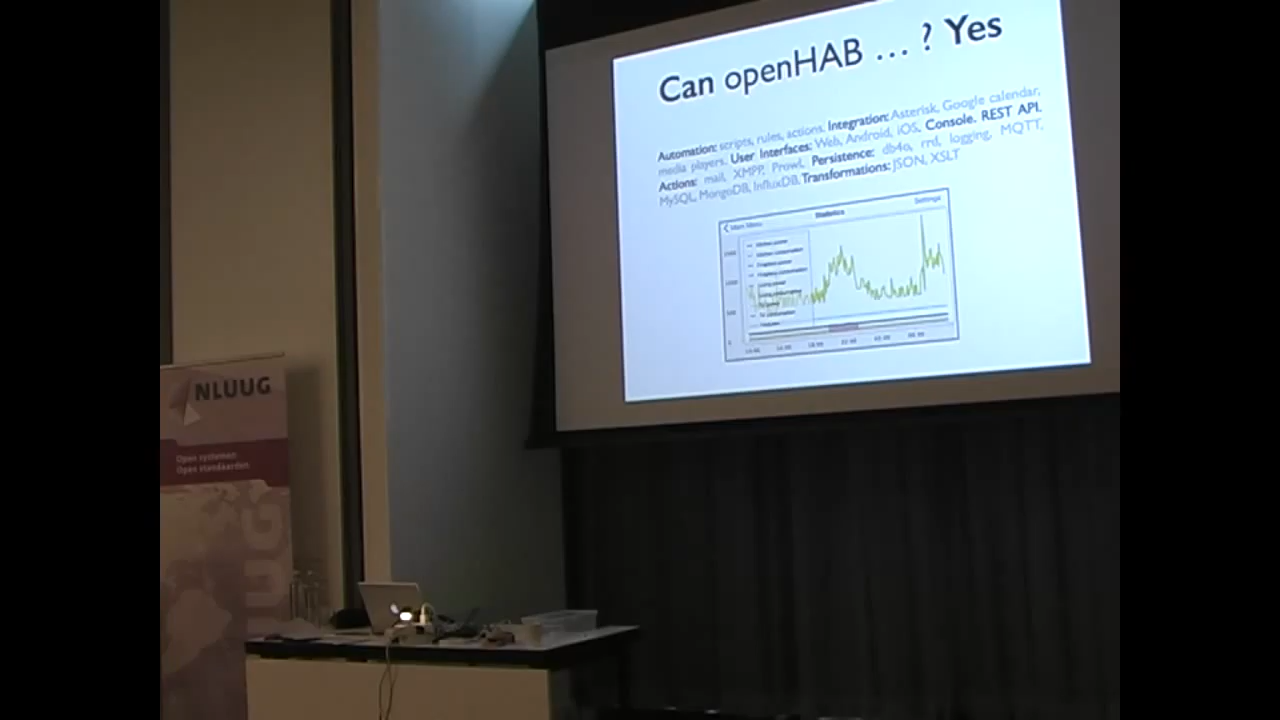 Can openHAB ... ? Yes
Automation: scripts, rules, actions. Integration: Asterisk, Google calendar,
media players. User Interfaces: Web, Android, iOS, Console. REST API.
Actions: mail, XMPP, Prowl. Persistence: db4o, rrd, logging, MQTT,
MySQL, MongoDB, InfluxDB. Transformations: JSON, XSLT
Main Menu Statistics Settings
NLUUG
Open systemen
Open standaarden